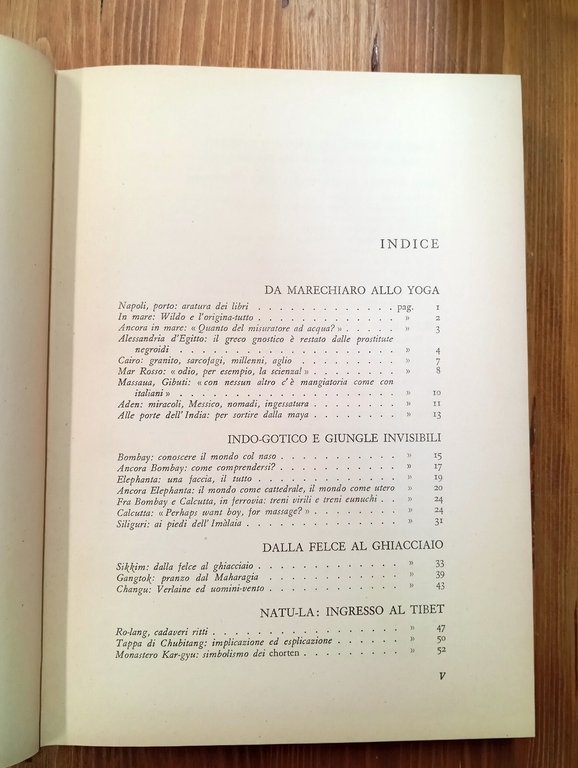 INDICE
DA MARECHIARO ALLO YOGA
Napoli, porto: aratura dei libri . . . . . . . . . . . . . pag. 1
In mare: Wildo e l'origina-tutto . . . . . . . . . . . . . » 2
Ancora in mare: « Quanto del misuratore ad acqua? » . . . . . » 3
Alessandria d'Egitto: il greco gnostico è restato dalle prostitute
negroidi . . . . . . . . . . . . . . . . . . . . » 4
Cairo: granito, sarcofagi, millenni, aglio . . . . . . . . . » 7
Mar Rosso: « odio, per esempio, la scienza! » . . . . . . . . » 8
Massaua, Gibuti: « con nessun altro c'è mangiatoria come con
italiani » . . . . . . . . . . . . . . . . . . . » 10
Aden: miracoli, Messico, nomadi, ingessatura . . . . . . . » 11
Alle porte dell'India: per sortire dalla maya . . . . . . . » 13
INDO-GOTICO E GIUNGLE INVISIBILI
Bombay: conoscere il mondo col naso . . . . . . . . . . » 15
Ancora Bombay: come comprendersi? . . . . . . . . . . » 17
Elephanta: una faccia, il tutto . . . . . . . . . . . . » 19
Ancora Elephanta: il mondo come cattedrale, il mondo come utero » 20
Fra Bombay e Calcutta, in ferrovia: treni virili e treni eunuchi . . » 24
Calcutta: « Perhaps want boy, for massage? » . . . . . . . . » 24
Siliguri: ai piedi dell'Imàlaia . . . . . . . . . . . . . » 31
DALLA FELCE AL GHIACCIAIO
Sikkim: dalla felce al ghiacciaio . . . . . . . . . . . . » 33
Gangtok: pranzo dal Maharagia . . . . . . . . . . . . » 39
Changu: Verlaine ed uomini-vento . . . . . . . . . . . » 43
NATU-LA: INGRESSO AL TIBET
Ro-lang, cadaveri ritti . . . . . . . . . . . . . . . . » 47
Tappa di Chubitang: implicazione ed esplicazione . . . . . . » 50
Monastero Kar-gyu: simbolismo dei chorten . . . . . . . . » 52
V